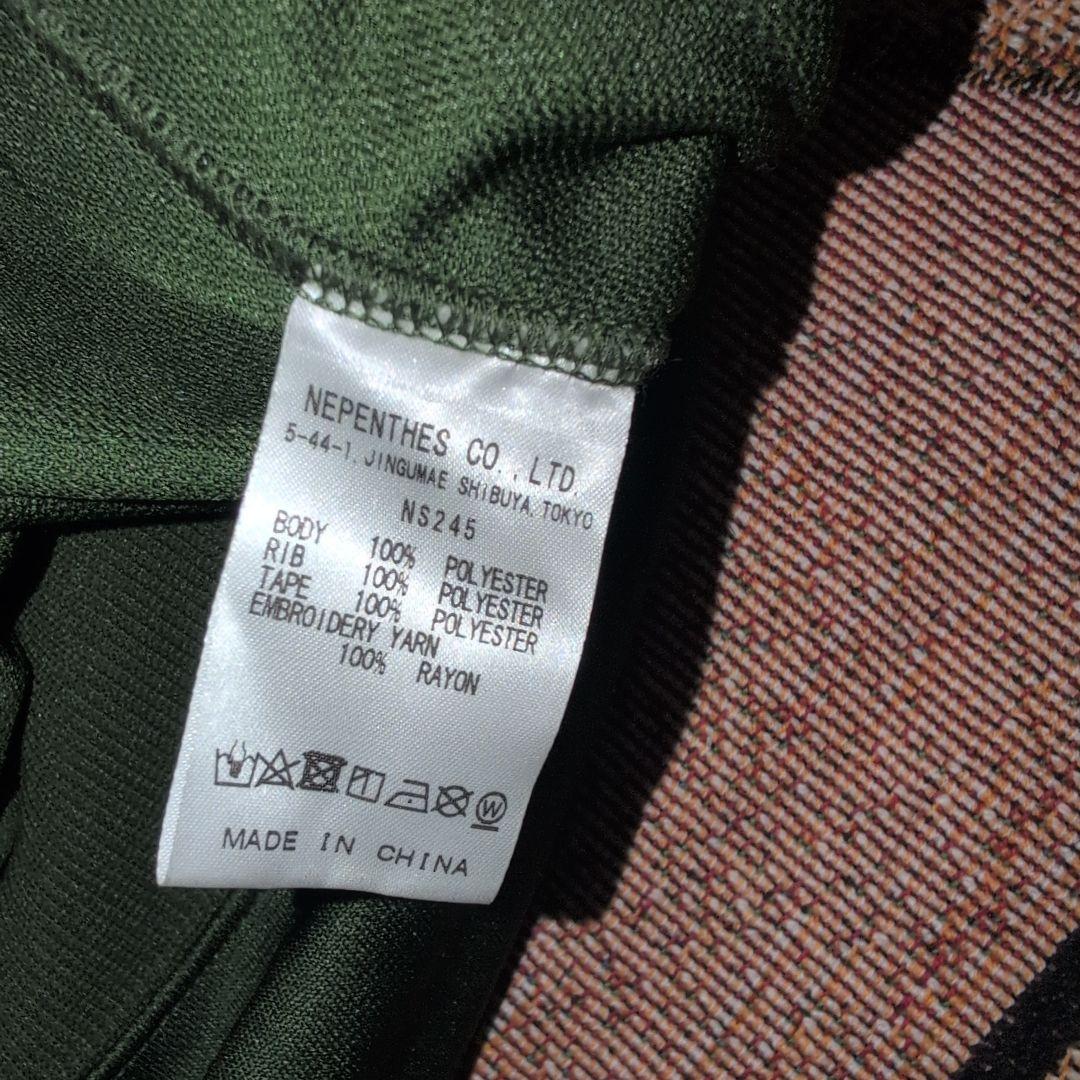 NEPENTHES CO., LTD.
5-44-1, JINGUMAE SHIBUYA, TOKYO
NS245
BODY 100% POLYESTER
RIB 100% POLYESTER
TAPE 100% POLYESTER
EMBROIDERY YARN
100% RAYON
W
MADE IN CHINA